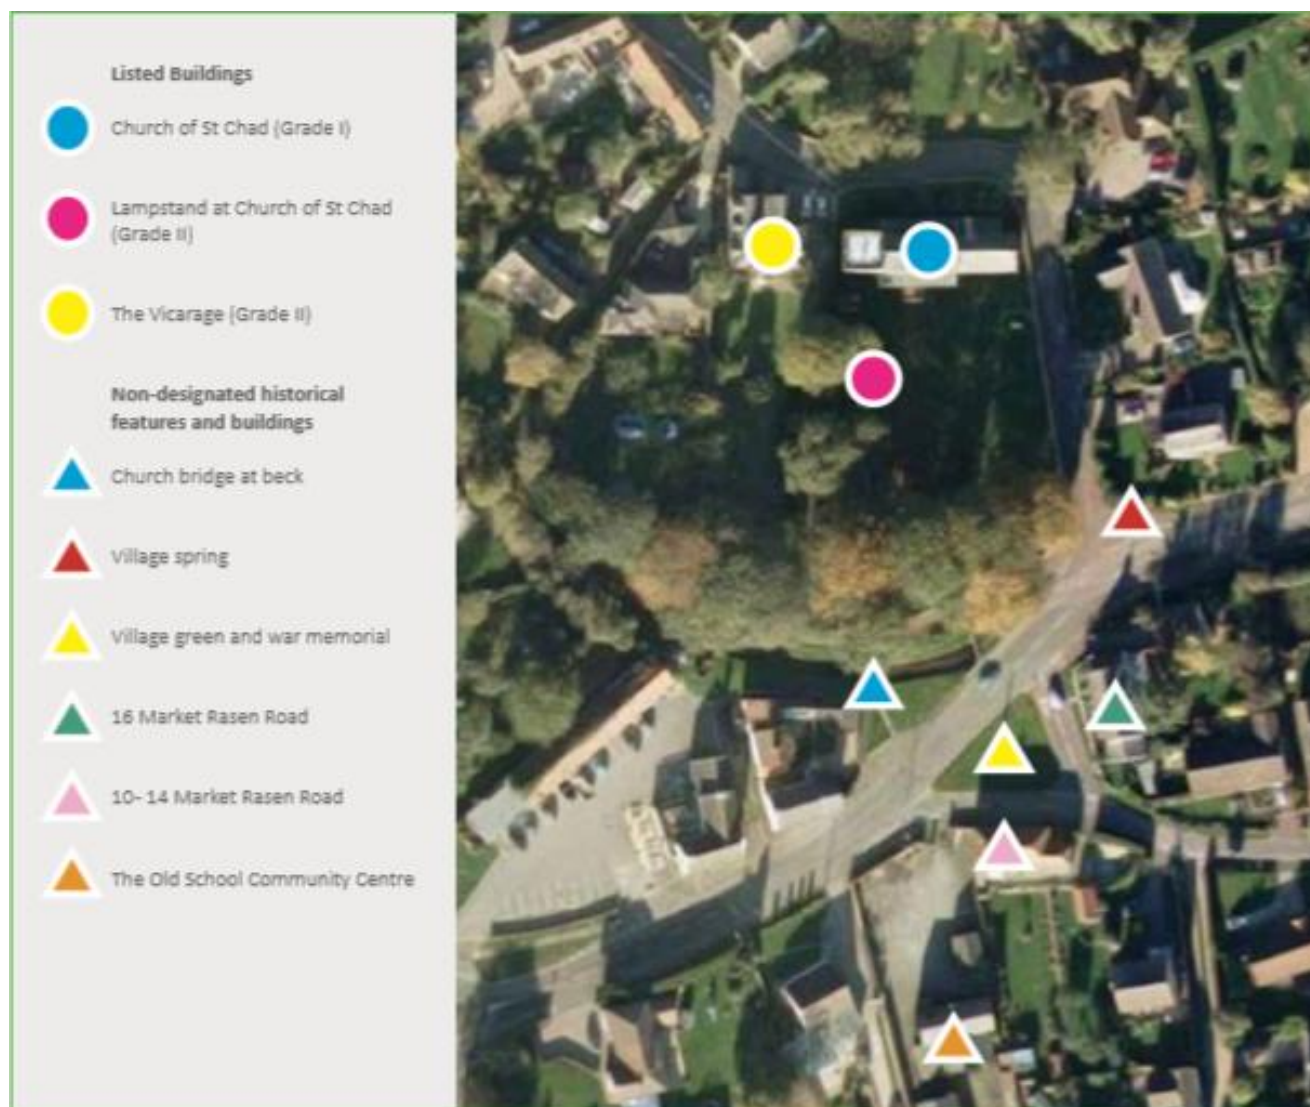 Listed Buildings
Church of St Chad (Grade I)
Lampstand at Church of St Chad
(Grade II)
The Vicarage (Grade II)
Non-designated historical
features and buildings
Church bridge at beck
Village spring
Village green and war memorial
16 Market Rasen Road
10- 14 Market Rasen Road
The Old School Community Centre